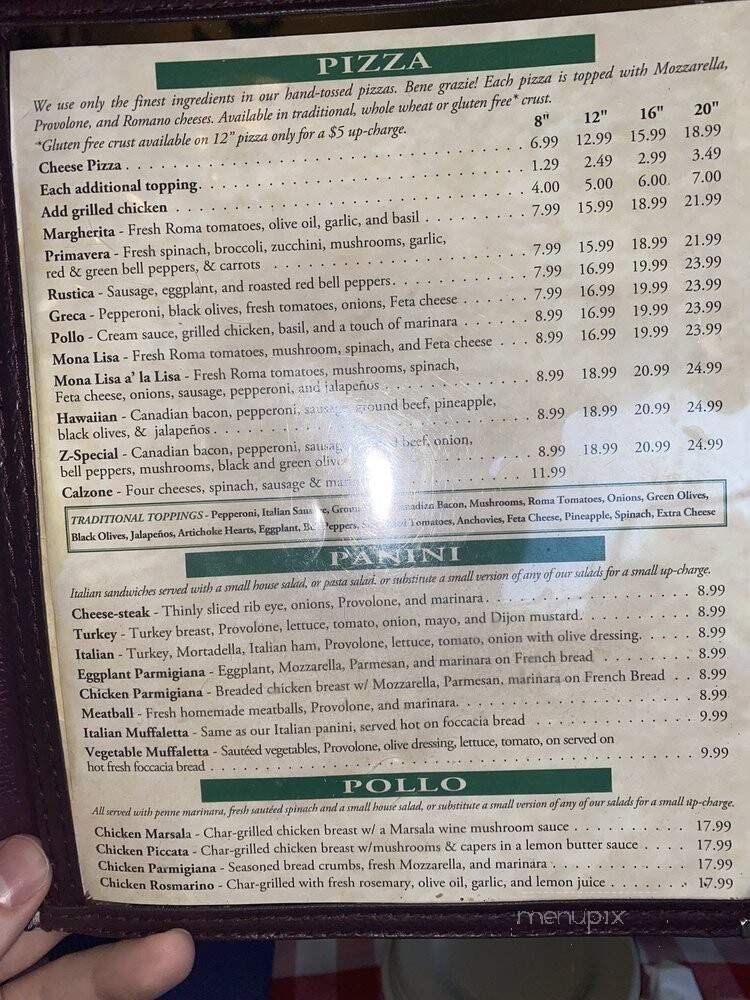 PIZZA
We use only the finest ingredients in our hand-tossed pizzas. Bene grazie! Each pizza is topped with Mozzarella,
Provolone, and Romano cheeses. Available in traditional, whole wheat or gluten free* crust.
*Gluten free crust available on 12" pizza only for a $5 up-charge.
8" 12" 16" 20"
Cheese Pizza 6.99 12.99 15.99 18.99
Each additional topping 1.29 2.49 2.99 3.49
Add grilled chicken 4.00 5.00 6.00 7.00
Margherita - Fresh Roma tomatoes, olive oil, garlic, and basil 7.99 15.99 18.99 21.99
Primavera - Fresh spinach, broccoli, zucchini, mushrooms, garlic,
red & green bell peppers, & carrots 7.99 15.99 18.99 21.99
Rustica - Sausage, eggplant, and roasted red bell peppers. 7.99 16.99 19.99 23.99
Greca - Pepperoni, black olives, fresh tomatoes, onions, Feta cheese 7.99 16.99 19.99 23.99
Pollo - Cream sauce, grilled chicken, basil, and a touch of marinara 8.99 16.99 19.99 23.99
Mona Lisa - Fresh Roma tomatoes, mushroom, spinach, and Feta cheese 8.99 16.99 19.99 23.99
Mona Lisa a' la Lisa - Fresh Roma tomatoes, mushrooms, spinach,
Feta cheese, onions, sausage, pepperoni, and jalapeños 8.99 18.99 20.99 24.99
Hawaiian - Canadian bacon, pepperoni, sausage, ground beef, pineapple,
black olives, & jalapeños 8.99 18.99 20.99 24.99
Z-Special - Canadian bacon, pepperoni, beef, onion,
bell peppers, mushrooms, black and green 8.99 18.99 20.99 24.99
Calzone - Four cheeses, spinach, sausage & 11.99
TRADITIONAL TOPPINGS - Pepperoni, Italian Sausage, Canadian Bacon, Mushrooms, Roma Tomatoes, Onions, Green Olives,
Black Olives, Jalapeños, Artichoke Hearts, Eggplant, Bell Peppers, Tomatoes, Anchovies, Feta Cheese, Pineapple, Spinach, Extra Cheese
PANINI
Italian sandwiches served with a small house salad, or pasta salad, or substitute a small version of any of our salads for a small up-charge.
Cheese-steak - Thinly sliced rib eye, onions, Provolone, and marinara 8.99
Turkey - Turkey breast, Provolone, lettuce, tomato, onion, mayo, and Dijon mustard. 8.99
Italian - Turkey, Mortadella, Italian ham, Provolone, lettuce, tomato, onion with olive dressing. 8.99
Eggplant Parmigiana - Eggplant, Mozzarella, Parmesan, and marinara on French bread 8.99
Chicken Parmigiana - Breaded chicken breast w/ Mozzarella, Parmesan, marinara on French Bread 8.99
Meatball - Fresh homemade meatballs, Provolone, and marinara. 8.99
Italian Muffaletta - Same as our Italian panini, served hot on foccacia bread 9.99
Vegetable Muffaletta - Sautéed vegetables, Provolone, olive dressing, lettuce, tomato, on served on
hot fresh foccacia bread 9.99
POLLO
All served with penne marinara, fresh sautéed spinach and a small house salad, or substitute a small version of any of our salads for a small up-charge.
Chicken Marsala - Char-grilled chicken breast w/ a Marsala wine mushroom sauce 17.99
Chicken Piccata - Char-grilled chicken breast w/mushrooms & capers in a lemon butter sauce 17.99
Chicken Parmigiana - Seasoned bread crumbs, fresh Mozzarella, and marinara 17.99
Chicken Rosmarino - Char-grilled with fresh rosemary, olive oil, garlic, and lemon juice 17.99
menupix